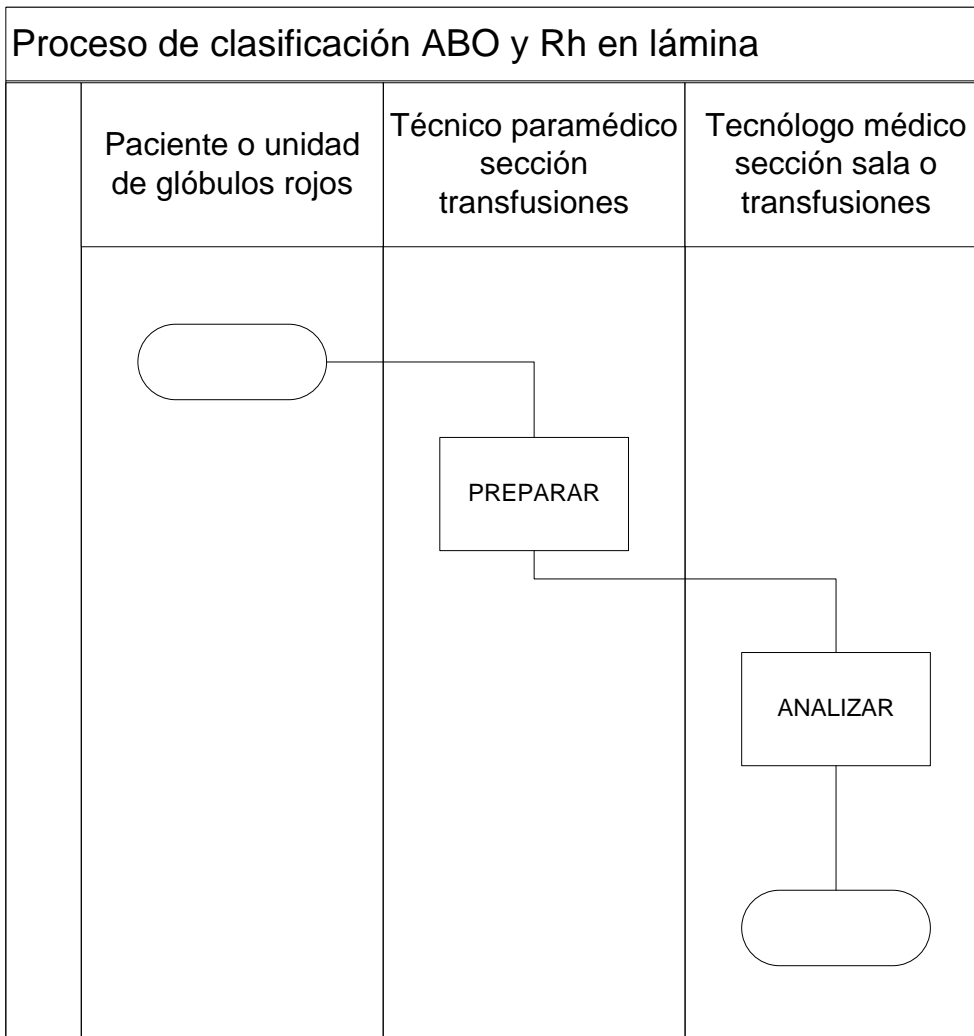 Proceso de clasificación ABO y Rh en lámina
Paciente o unidad
de glóbulos rojos
Técnico paramédico
sección
transfusiones
Tecnólogo médico
sección sala o
transfusiones
PREPARAR
ANALIZAR